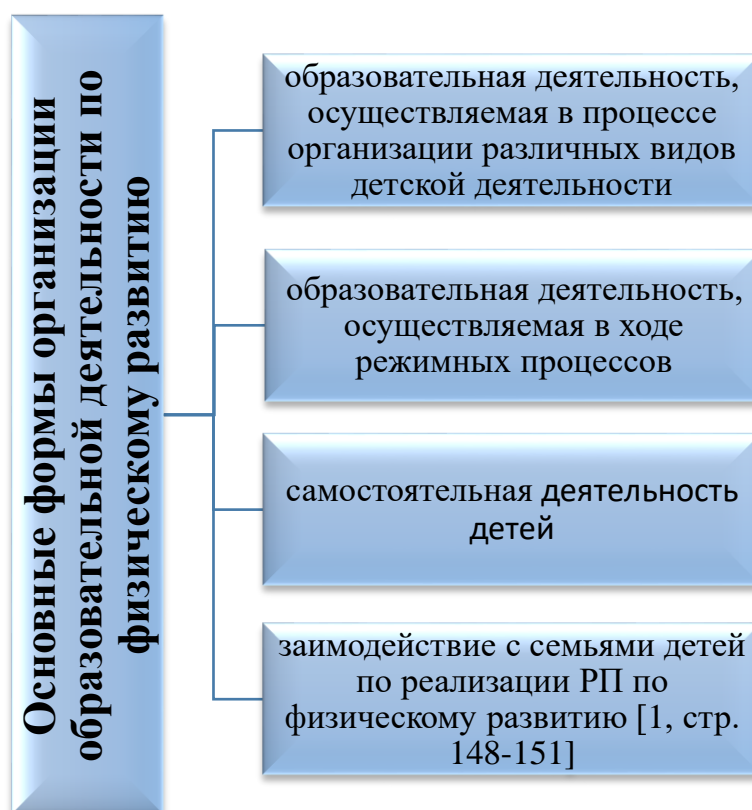 Основные формы организации
образовательной деятельности по
физическому развитию
образовательная деятельность,
осуществляемая в процессе
организации различных видов
детской деятельности
образовательная деятельность,
осуществляемая в ходе
режимных процессов
самостоятельная деятельность
детей
заимодействие с семьями детей
по реализации РП по
физическому развитию [1, стр.
148-151]